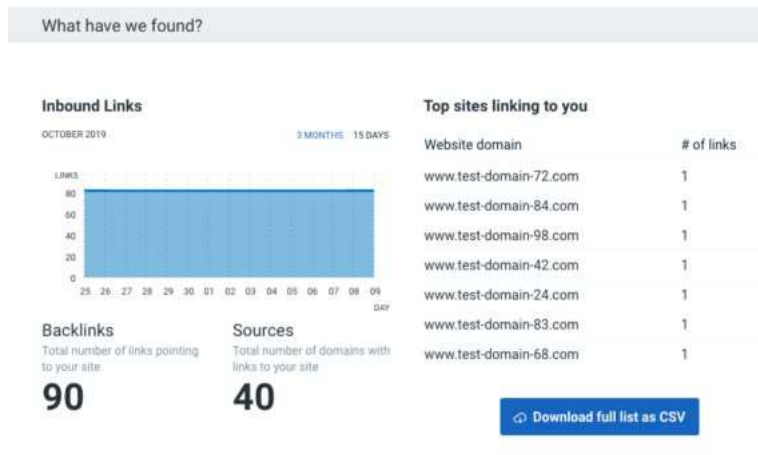 What have we found?
Inbound Links
OCTOBER 2019
3 MONTHS 15 DAYS
LINKS
80
60
40
20
0
25 26 27 28 29 30 01 02 03 04 05 06 07 08 09
DAY
Backlinks
Total number of links pointing
to your site
90
Sources
Total number of domains with
links to your site
40
Top sites linking to you
Website domain # of links
www.test-domain-72.com 1
www.test-domain-84.com 1
www.test-domain-98.com 1
www.test-domain-42.com 1
www.test-domain-24.com 1
www.test-domain-83.com 1
www.test-domain-68.com 1
Download full list as CSV